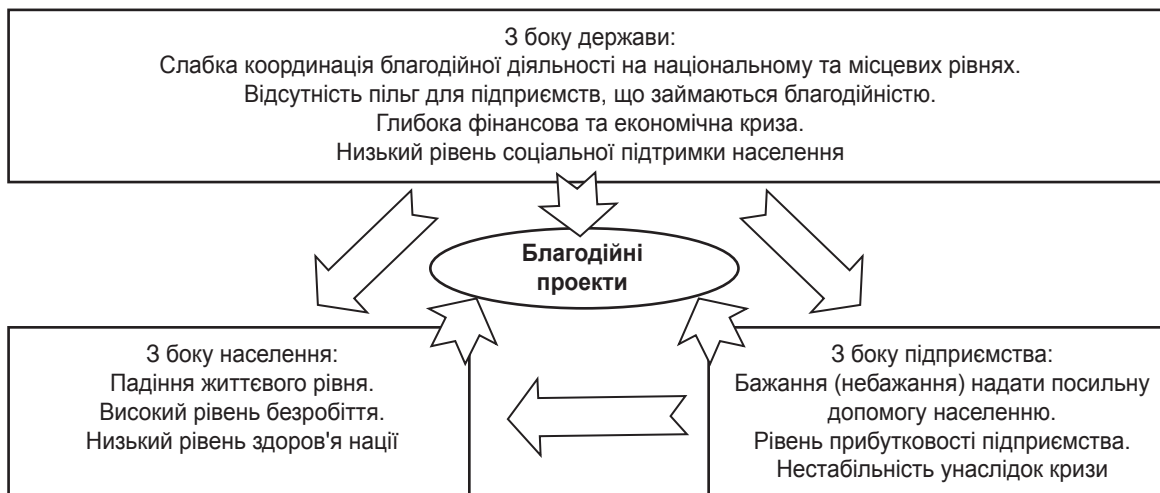 З боку держави:
Слабка координація благодійної діяльності на національному та місцевих рівнях.
Відсутність пільг для підприємств, що займаються благодійністю.
Глибока фінансова та економічна криза.
Низький рівень соціальної підтримки населення
Благодійні
проекти
З боку населення:
Падіння життєвого рівня.
Високий рівень безробіття.
Низький рівень здоров'я нації
З боку підприємства:
Бажання (небажання) надати посильну
допомогу населенню.
Рівень прибутковості підприємства.
Нестабільність унаслідок кризи